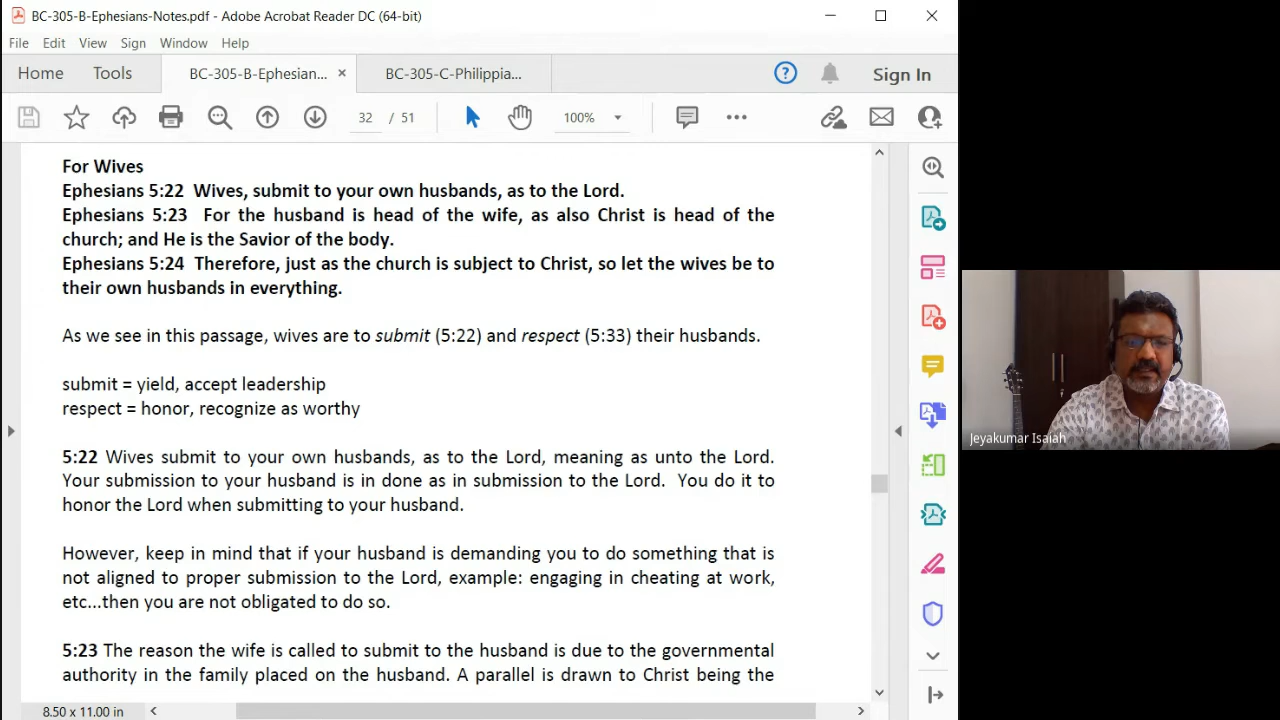 BC-305-B-Ephesians-Notes.pdf - Adobe Acrobat Reader DC (64-bit)
File Edit View Sign Window Help
Home Tools BC-305-B-Ephesian... × BC-305-C-Philippia... ? Sign In
32 / 51 100%
For Wives
Ephesians 5:22 Wives, submit to your own husbands, as to the Lord.
Ephesians 5:23 For the husband is head of the wife, as also Christ is head of the
church; and He is the Savior of the body.
Ephesians 5:24 Therefore, just as the church is subject to Christ, so let the wives be to
their own husbands in everything.
As we see in this passage, wives are to submit (5:22) and respect (5:33) their husbands.
submit = yield, accept leadership
respect = honor, recognize as worthy
5:22 Wives submit to your own husbands, as to the Lord, meaning as unto the Lord.
Your submission to your husband is in done as in submission to the Lord. You do it to
honor the Lord when submitting to your husband.
However, keep in mind that if your husband is demanding you to do something that is
not aligned to proper submission to the Lord, example: engaging in cheating at work,
etc...then you are not obligated to do so.
5:23 The reason the wife is called to submit to the husband is due to the governmental
authority in the family placed on the husband. A parallel is drawn to Christ being the
8.50 x 11.00 in
Jeyakumar Isaiah